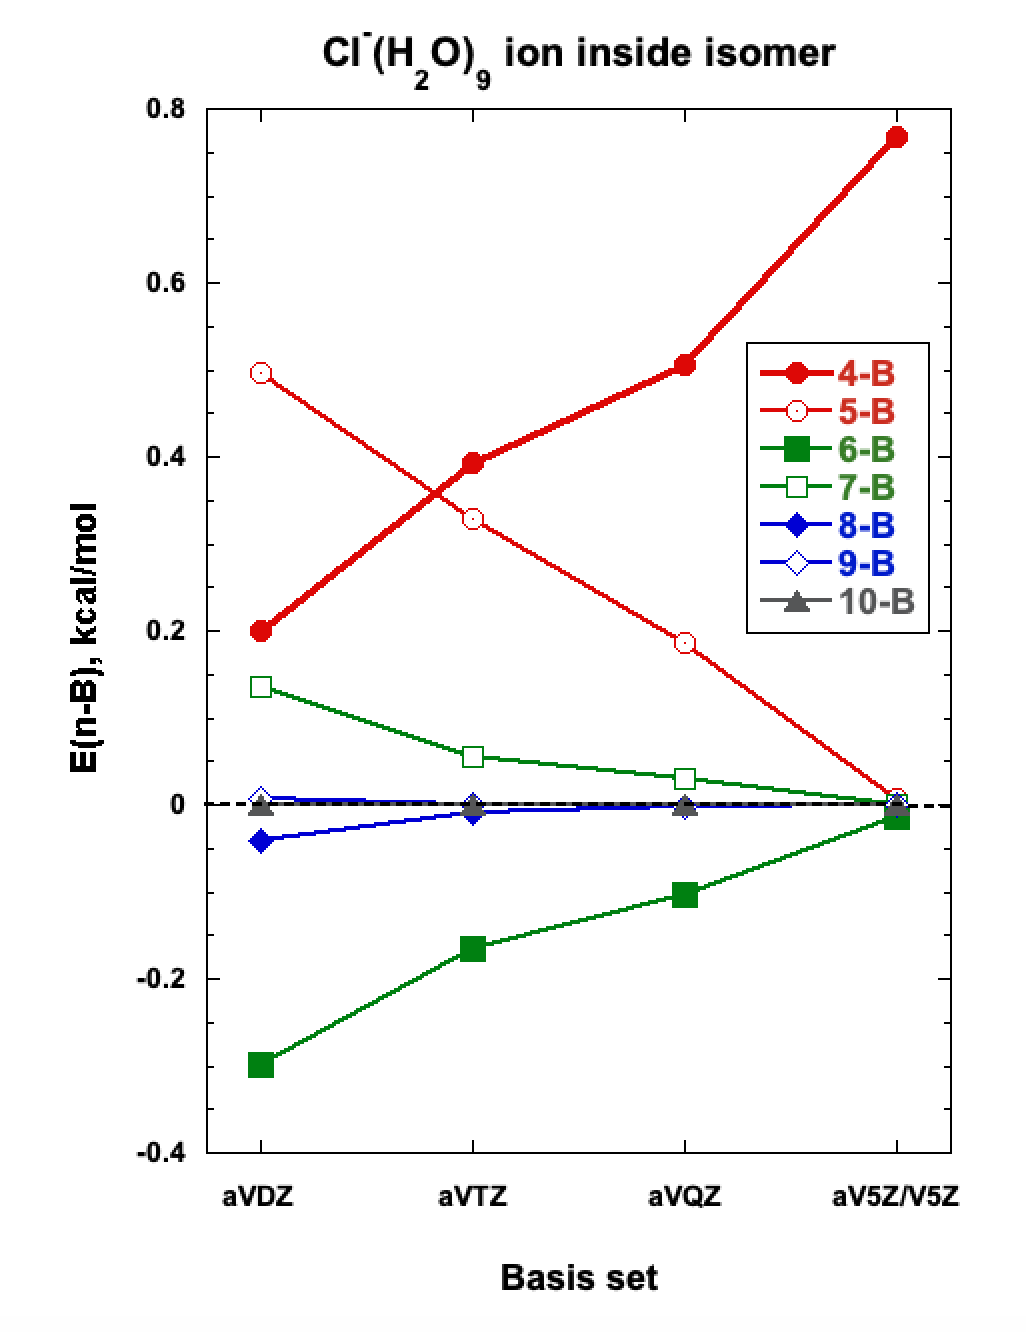 Cl⁻(H₂O)₉ ion inside isomer
0.8
0.6
0.4
0.2
0
-0.2
-0.4
E(n-B), kcal/mol
4-B
5-B
6-B
7-B
8-B
9-B
10-B
aVDZ aVTZ aVQZ aV5Z/V5Z
Basis set